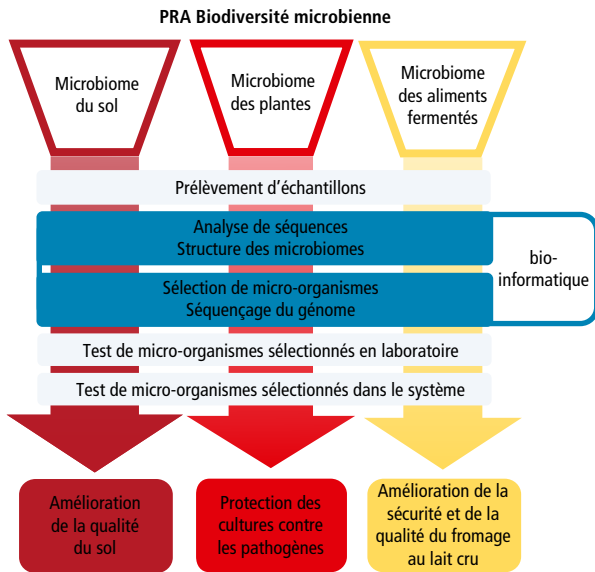 PRA Biodiversité microbienne
Microbiome
du sol
Microbiome
des plantes
Microbiome
des aliments
fermentés
Prélèvement d’échantillons
Analyse de séquences
Structure des microbiomes
bio-
informatique
Sélection de micro-organismes
Séquençage du génome
Test de micro-organismes sélectionnés en laboratoire
Test de micro-organismes sélectionnés dans le système
Amélioration
de la qualité
du sol
Protection des
cultures contre
les pathogènes
Amélioration de la
sécurité et de la
qualité du fromage
au lait cru